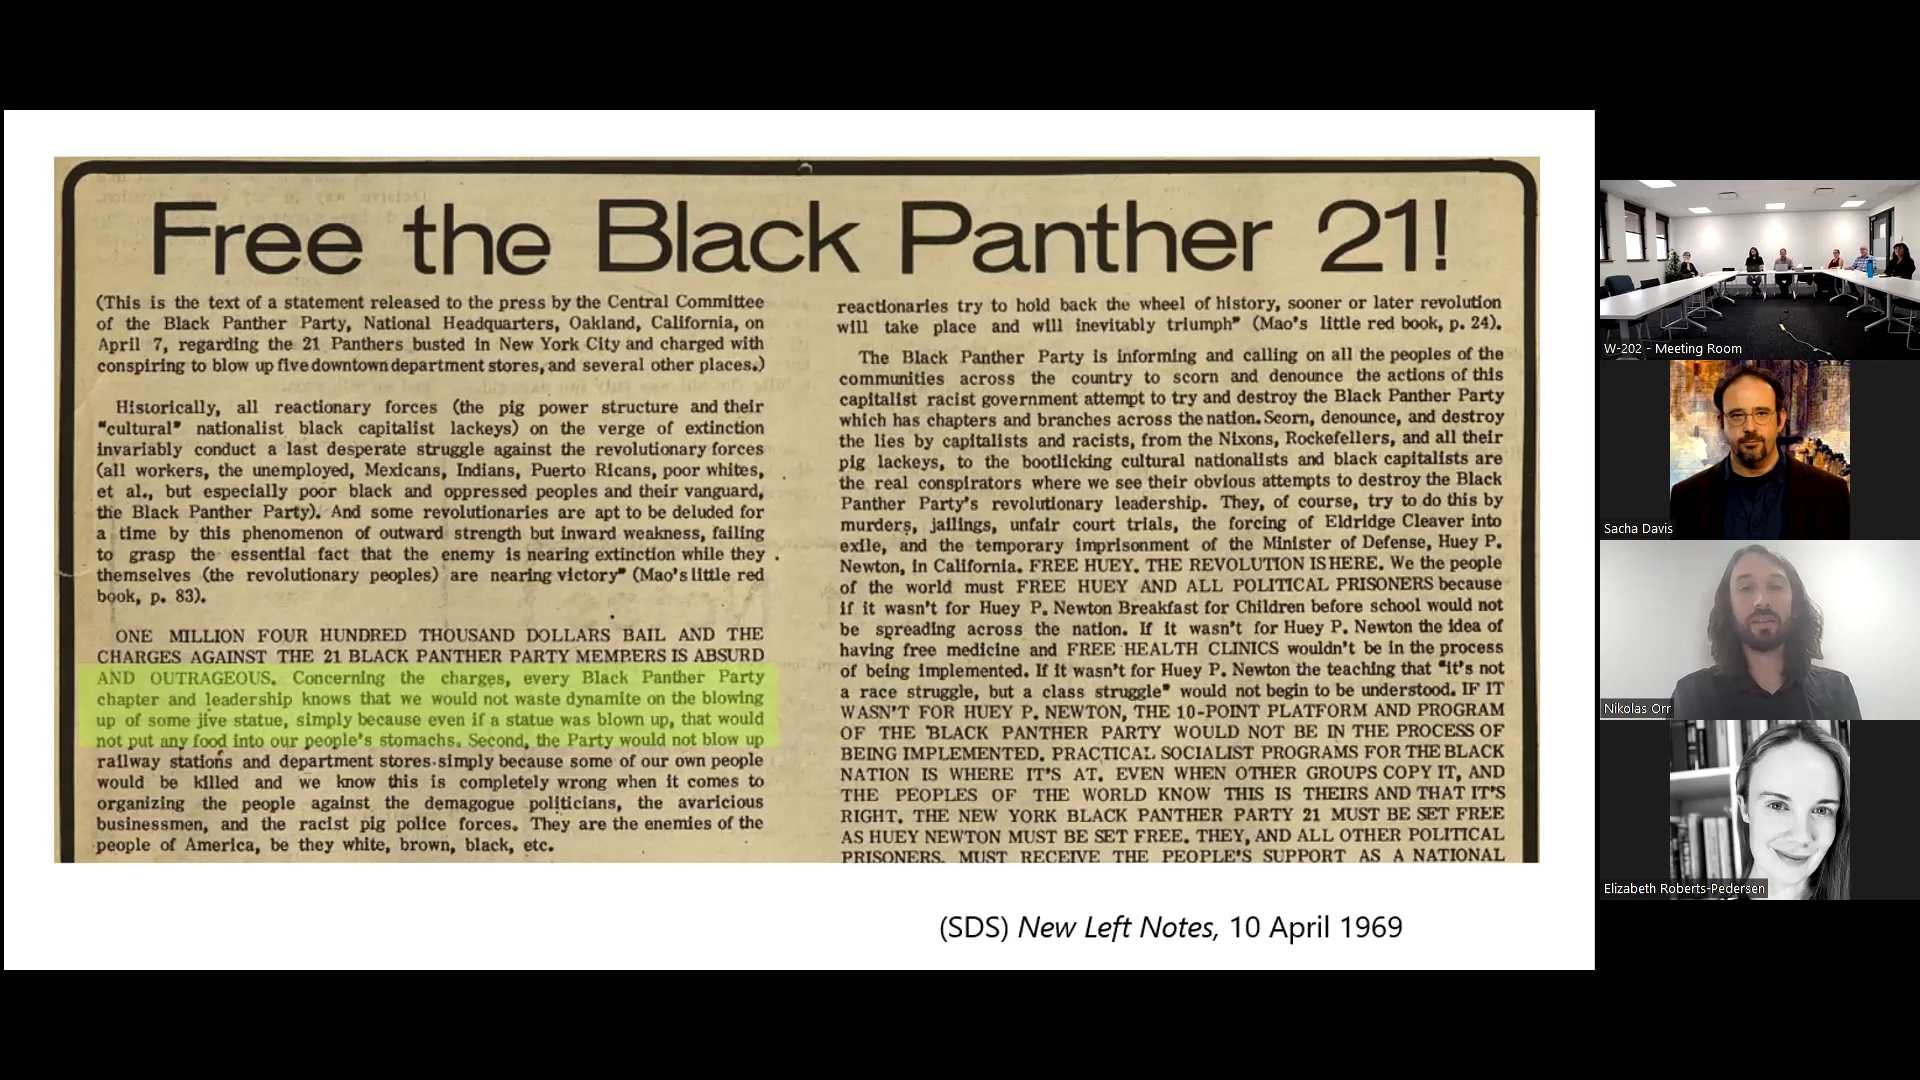 Free the Black Panther 21!
(This is the text of a statement released to the press by the Central Committee
of the Black Panther Party, National Headquarters, Oakland, California, on
April 7, regarding the 21 Panthers busted in New York City and charged with
conspiring to blow up five downtown department stores, and several other places.)
Historically, all reactionary forces (the pig power structure and their
"cultural" nationalist black capitalist lackeys) on the verge of extinction
invariably conduct a last desperate struggle against the revolutionary forces
(all workers, the unemployed, Mexicans, Indians, Puerto Ricans, poor whites,
et al., but especially poor black and oppressed peoples and their vanguard,
the Black Panther Party). And some revolutionaries are apt to be deluded for
a time by this phenomenon of outward strength but inward weakness, failing
to grasp the essential fact that the enemy is nearing extinction while they
themselves (the revolutionary peoples) are nearing victory" (Mao's little red
book, p. 83).
ONE MILLION FOUR HUNDRED THOUSAND DOLLARS BAIL AND THE
CHARGES AGAINST THE 21 BLACK PANTHER PARTY MEMBERS IS ABSURD
AND OUTRAGEOUS. Concerning the charges, every Black Panther Party
chapter and leadership knows that we would not waste dynamite on the blowing
up of some jive statue, simply because even if a statue was blown up, that would
not put any food into our people's stomachs. Second, the Party would not blow up
railway stations and department stores simply because some of our own people
would be killed and we know this is completely wrong when it comes to
organizing the people against the demagogue politicians, the avaricious
businessmen, and the racist pig police forces. They are the enemies of the
people of America, be they white, brown, black, etc.
reactionaries try to hold back the wheel of history, sooner or later revolution
will take place and will inevitably triumph" (Mao's little red book, p. 24).
The Black Panther Party is informing and calling on all the peoples of the
communities across the country to scorn and denounce the actions of this
capitalist racist government attempt to try and destroy the Black Panther Party
which has chapters and branches across the nation. Scorn, denounce, and destroy
the lies by capitalists and racists, from the Nixons, Rockefellers, and all their
pig lackeys, to the bootlicking cultural nationalists and black capitalists are
the real conspirators where we see their obvious attempts to destroy the Black
Panther Party's revolutionary leadership. They, of course, try to do this by
murders, jailings, unfair court trials, the forcing of Eldridge Cleaver into
exile, and the temporary imprisonment of the Minister of Defense, Huey P.
Newton, in California. FREE HUEY. THE REVOLUTION IS HERE. We the people
of the world must FREE HUEY AND ALL POLITICAL PRISONERS because
if it wasn't for Huey P. Newton Breakfast for Children before school would not
be spreading across the nation. If it wasn't for Huey P. Newton the idea of
having free medicine and FREE HEALTH CLINICS wouldn't be in the process
of being implemented. If it wasn't for Huey P. Newton the teaching that "it's not
a race struggle, but a class struggle" would not begin to be understood. IF IT
WASN'T FOR HUEY P. NEWTON, THE 10-POINT PLATFORM AND PROGRAM
OF THE BLACK PANTHER PARTY WOULD NOT BE IN THE PROCESS OF
BEING IMPLEMENTED. PRACTICAL SOCIALIST PROGRAMS FOR THE BLACK
NATION IS WHERE IT'S AT. EVEN WHEN OTHER GROUPS COPY IT, AND
THE PEOPLES OF THE WORLD KNOW THIS IS THEIRS AND THAT IT'S
RIGHT. THE NEW YORK BLACK PANTHER PARTY 21 MUST BE SET FREE
AS HUEY NEWTON MUST BE SET FREE. THEY, AND ALL OTHER POLITICAL
PRISONERS, MUST RECEIVE THE PEOPLE'S SUPPORT AS A NATIONAL
(SDS) New Left Notes, 10 April 1969
W-202 - Meeting Room
Sacha Davis
Nikolas Orr
Elizabeth Roberts-Pedersen